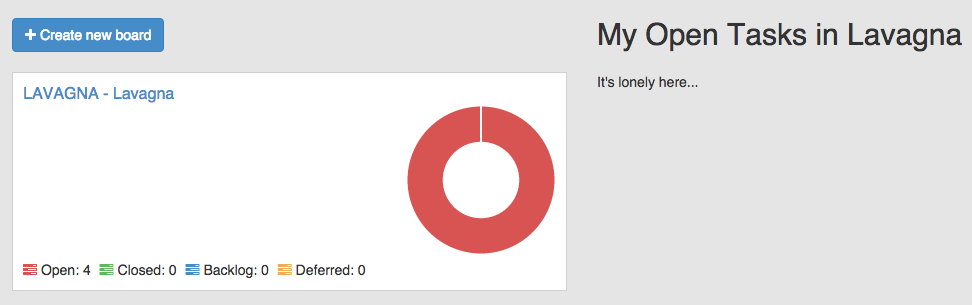 Create new board
LAVAGNA - Lavagna
Open: 4 Closed: 0 Backlog: 0 Deferred: 0
My Open Tasks in Lavagna
It's lonely here...